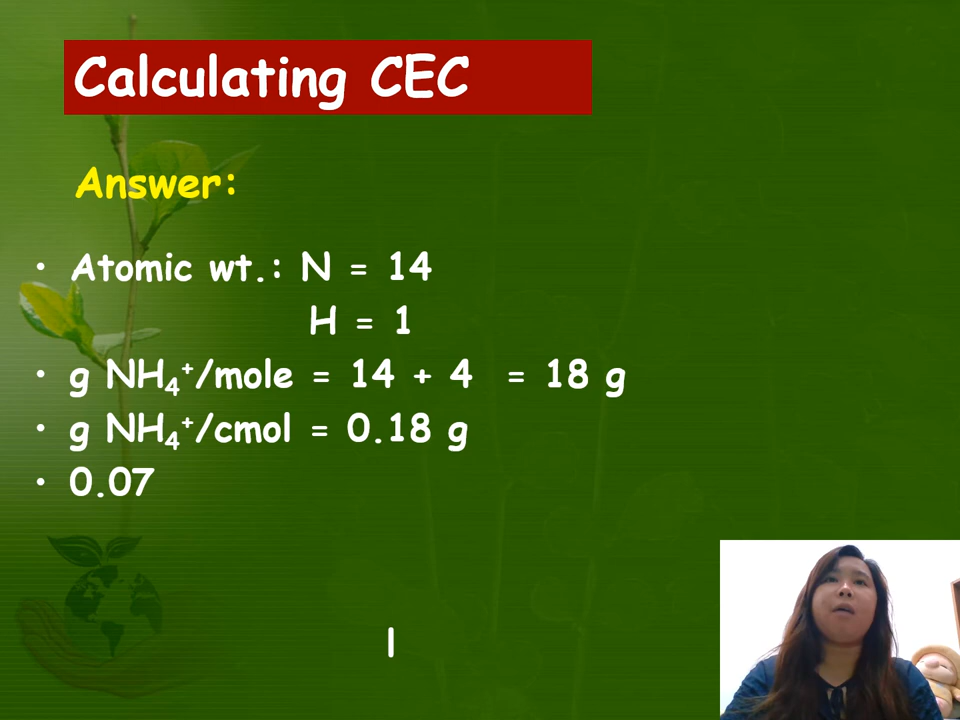 Calculating CEC
Answer:
• Atomic wt.: N = 14
H = 1
• g NH₄⁺/mole = 14 + 4 = 18 g
• g NH₄⁺/cmol = 0.18 g
• 0.07
l